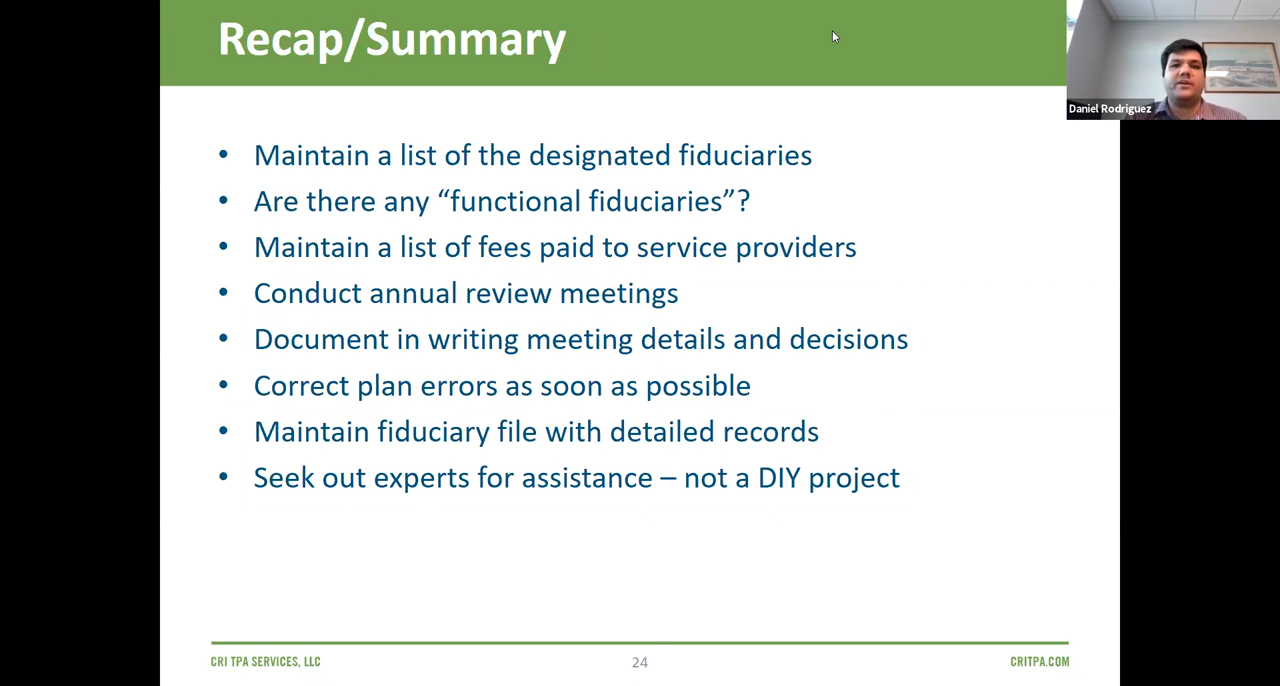 Recap/Summary
Daniel Rodriguez
• Maintain a list of the designated fiduciaries
• Are there any “functional fiduciaries”?
• Maintain a list of fees paid to service providers
• Conduct annual review meetings
• Document in writing meeting details and decisions
• Correct plan errors as soon as possible
• Maintain fiduciary file with detailed records
• Seek out experts for assistance – not a DIY project
CRI TPA SERVICES, LLC
24
CRITPA.COM